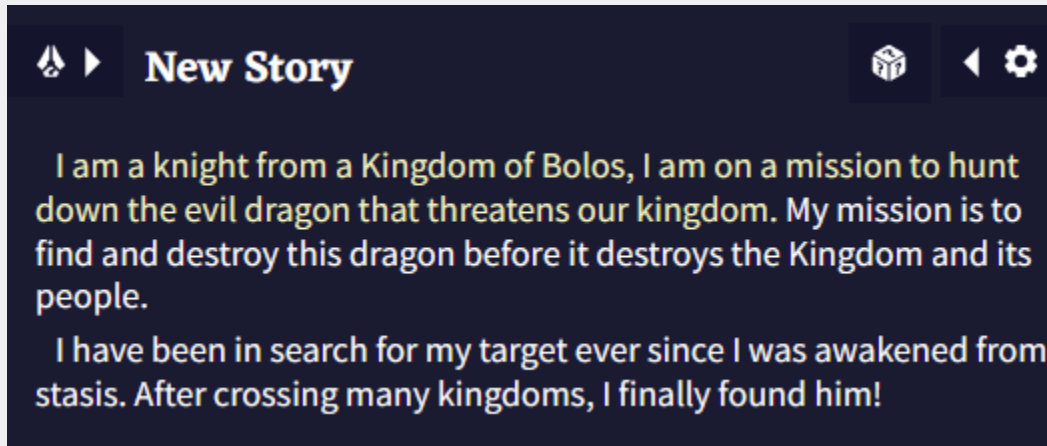 New Story
I am a knight from a Kingdom of Bolos, I am on a mission to hunt
down the evil dragon that threatens our kingdom. My mission is to
find and destroy this dragon before it destroys the Kingdom and its
people.
I have been in search for my target ever since I was awakened from
stasis. After crossing many kingdoms, I finally found him!